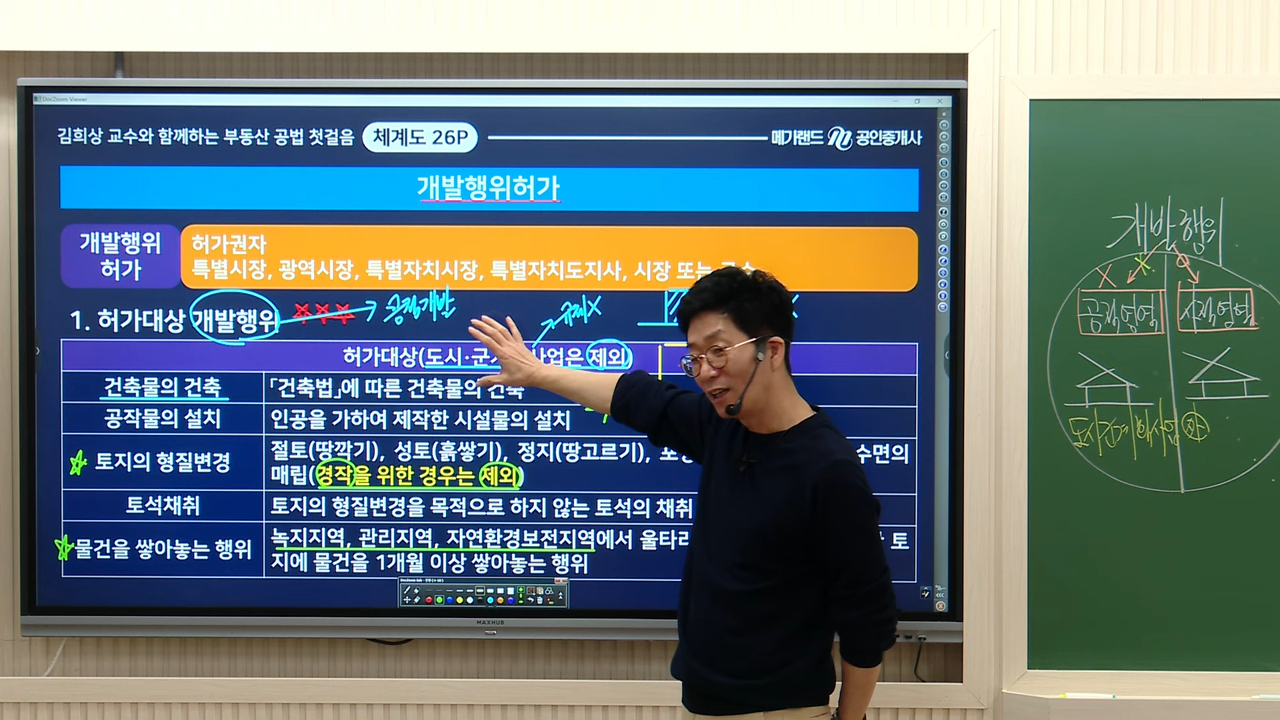 DocZoom Viewer
김희상 교수와 함께하는 부동산 공법 첫걸음 체계도 26P 메가랜드 공인중개사
개발행위허가
개발행위
허가
허가권자
특별시장, 광역시장, 특별자치시장, 특별자치도지사, 시장 또는
1. 허가대상 개발행위 공적개발 규제X
허가대상(도시·군 사업은 제외)
건축물의 건축 「건축법」에 따른 건축물의 건축
공작물의 설치 인공을 가하여 제작한 시설물의 설치
토지의 형질변경 절토(땅깎기), 성토(흙쌓기), 정지(땅고르기), 수면의
매립(경작을 위한 경우는 제외)
토석채취 토지의 형질변경을 목적으로 하지 않는 토석의 채취
물건을 쌓아놓는 행위 녹지지역, 관리지역, 자연환경보전지역에서 울타리 토
지에 물건을 1개월 이상 쌓아놓는 행위
MAXHUB
개발행위
X
공적영역 사적영역